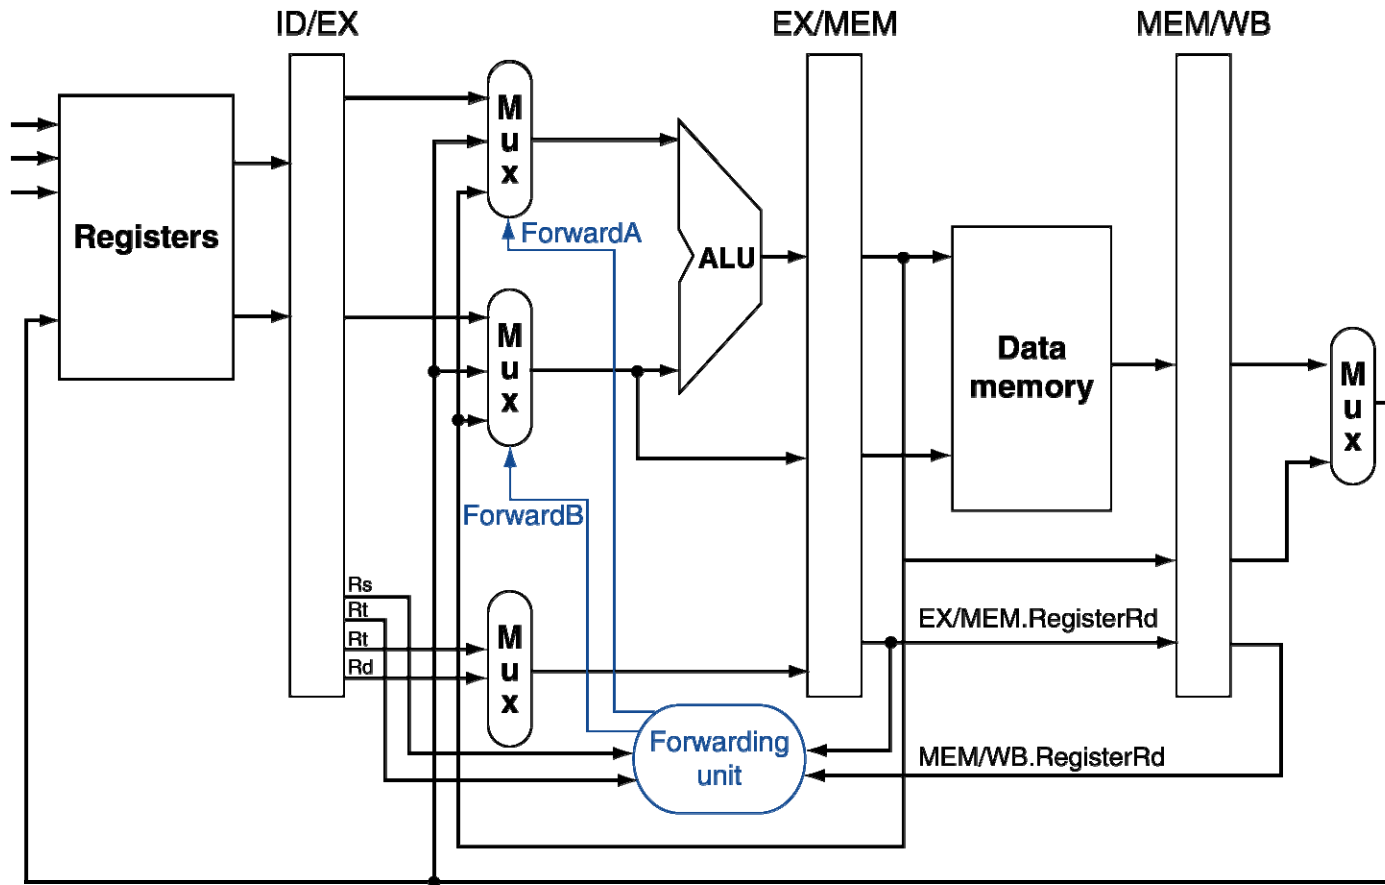 ID/EX
EX/MEM
MEM/WB
M
u
x
Registers
ForwardA
ALU
M
u
x
Data
memory
M
u
x
ForwardB
Rs
Rt
Rt
Rd
M
u
x
EX/MEM.RegisterRd
Forwarding
unit
MEM/WB.RegisterRd